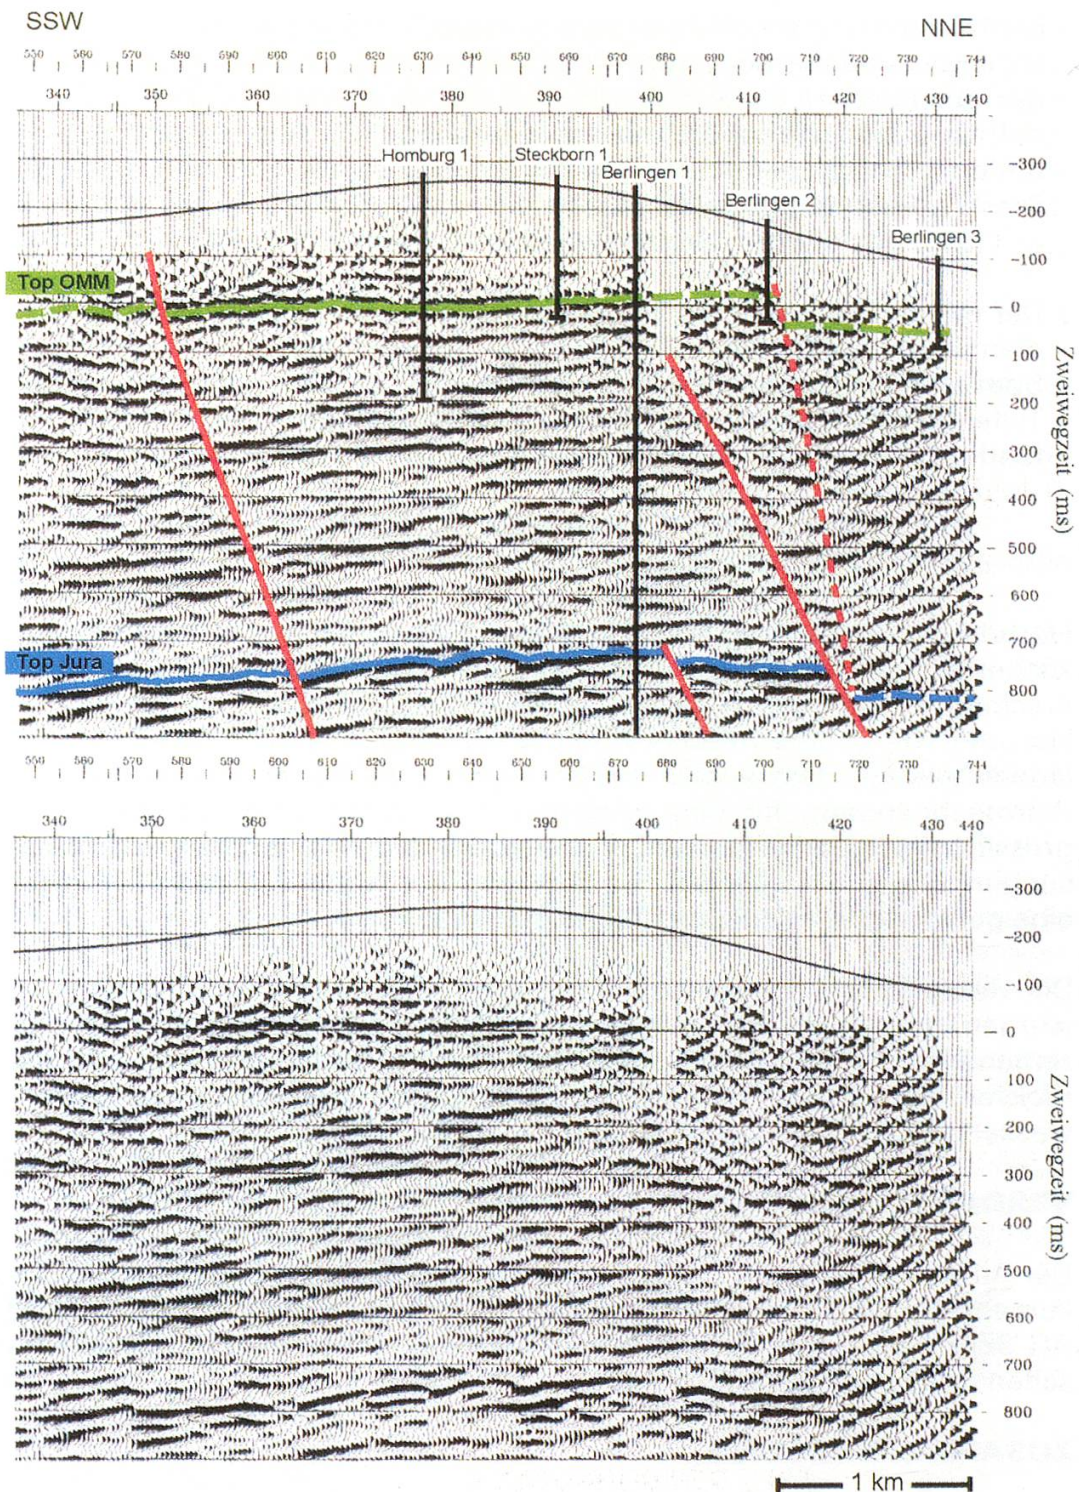 SSW NNE
550 560 570 580 590 600 610 620 630 640 650 660 670 680 690 700 710 720 730 744
340 350 360 370 380 390 400 410 420 430 440
Homburg 1 Steckborn 1
Berlingen 1
Berlingen 2
Berlingen 3
Top OMM
Top Jura
-300
-200
-100
0
100
200
300
400
500
600
700
800
Zweiwegzeit (ms)
550 560 570 580 590 600 610 620 630 640 650 660 670 680 690 700 710 720 730 744
340 350 360 370 380 390 400 410 420 430 440
-300
-200
-100
0
100
200
300
400
500
600
700
800
Zweiwegzeit (ms)
1 km